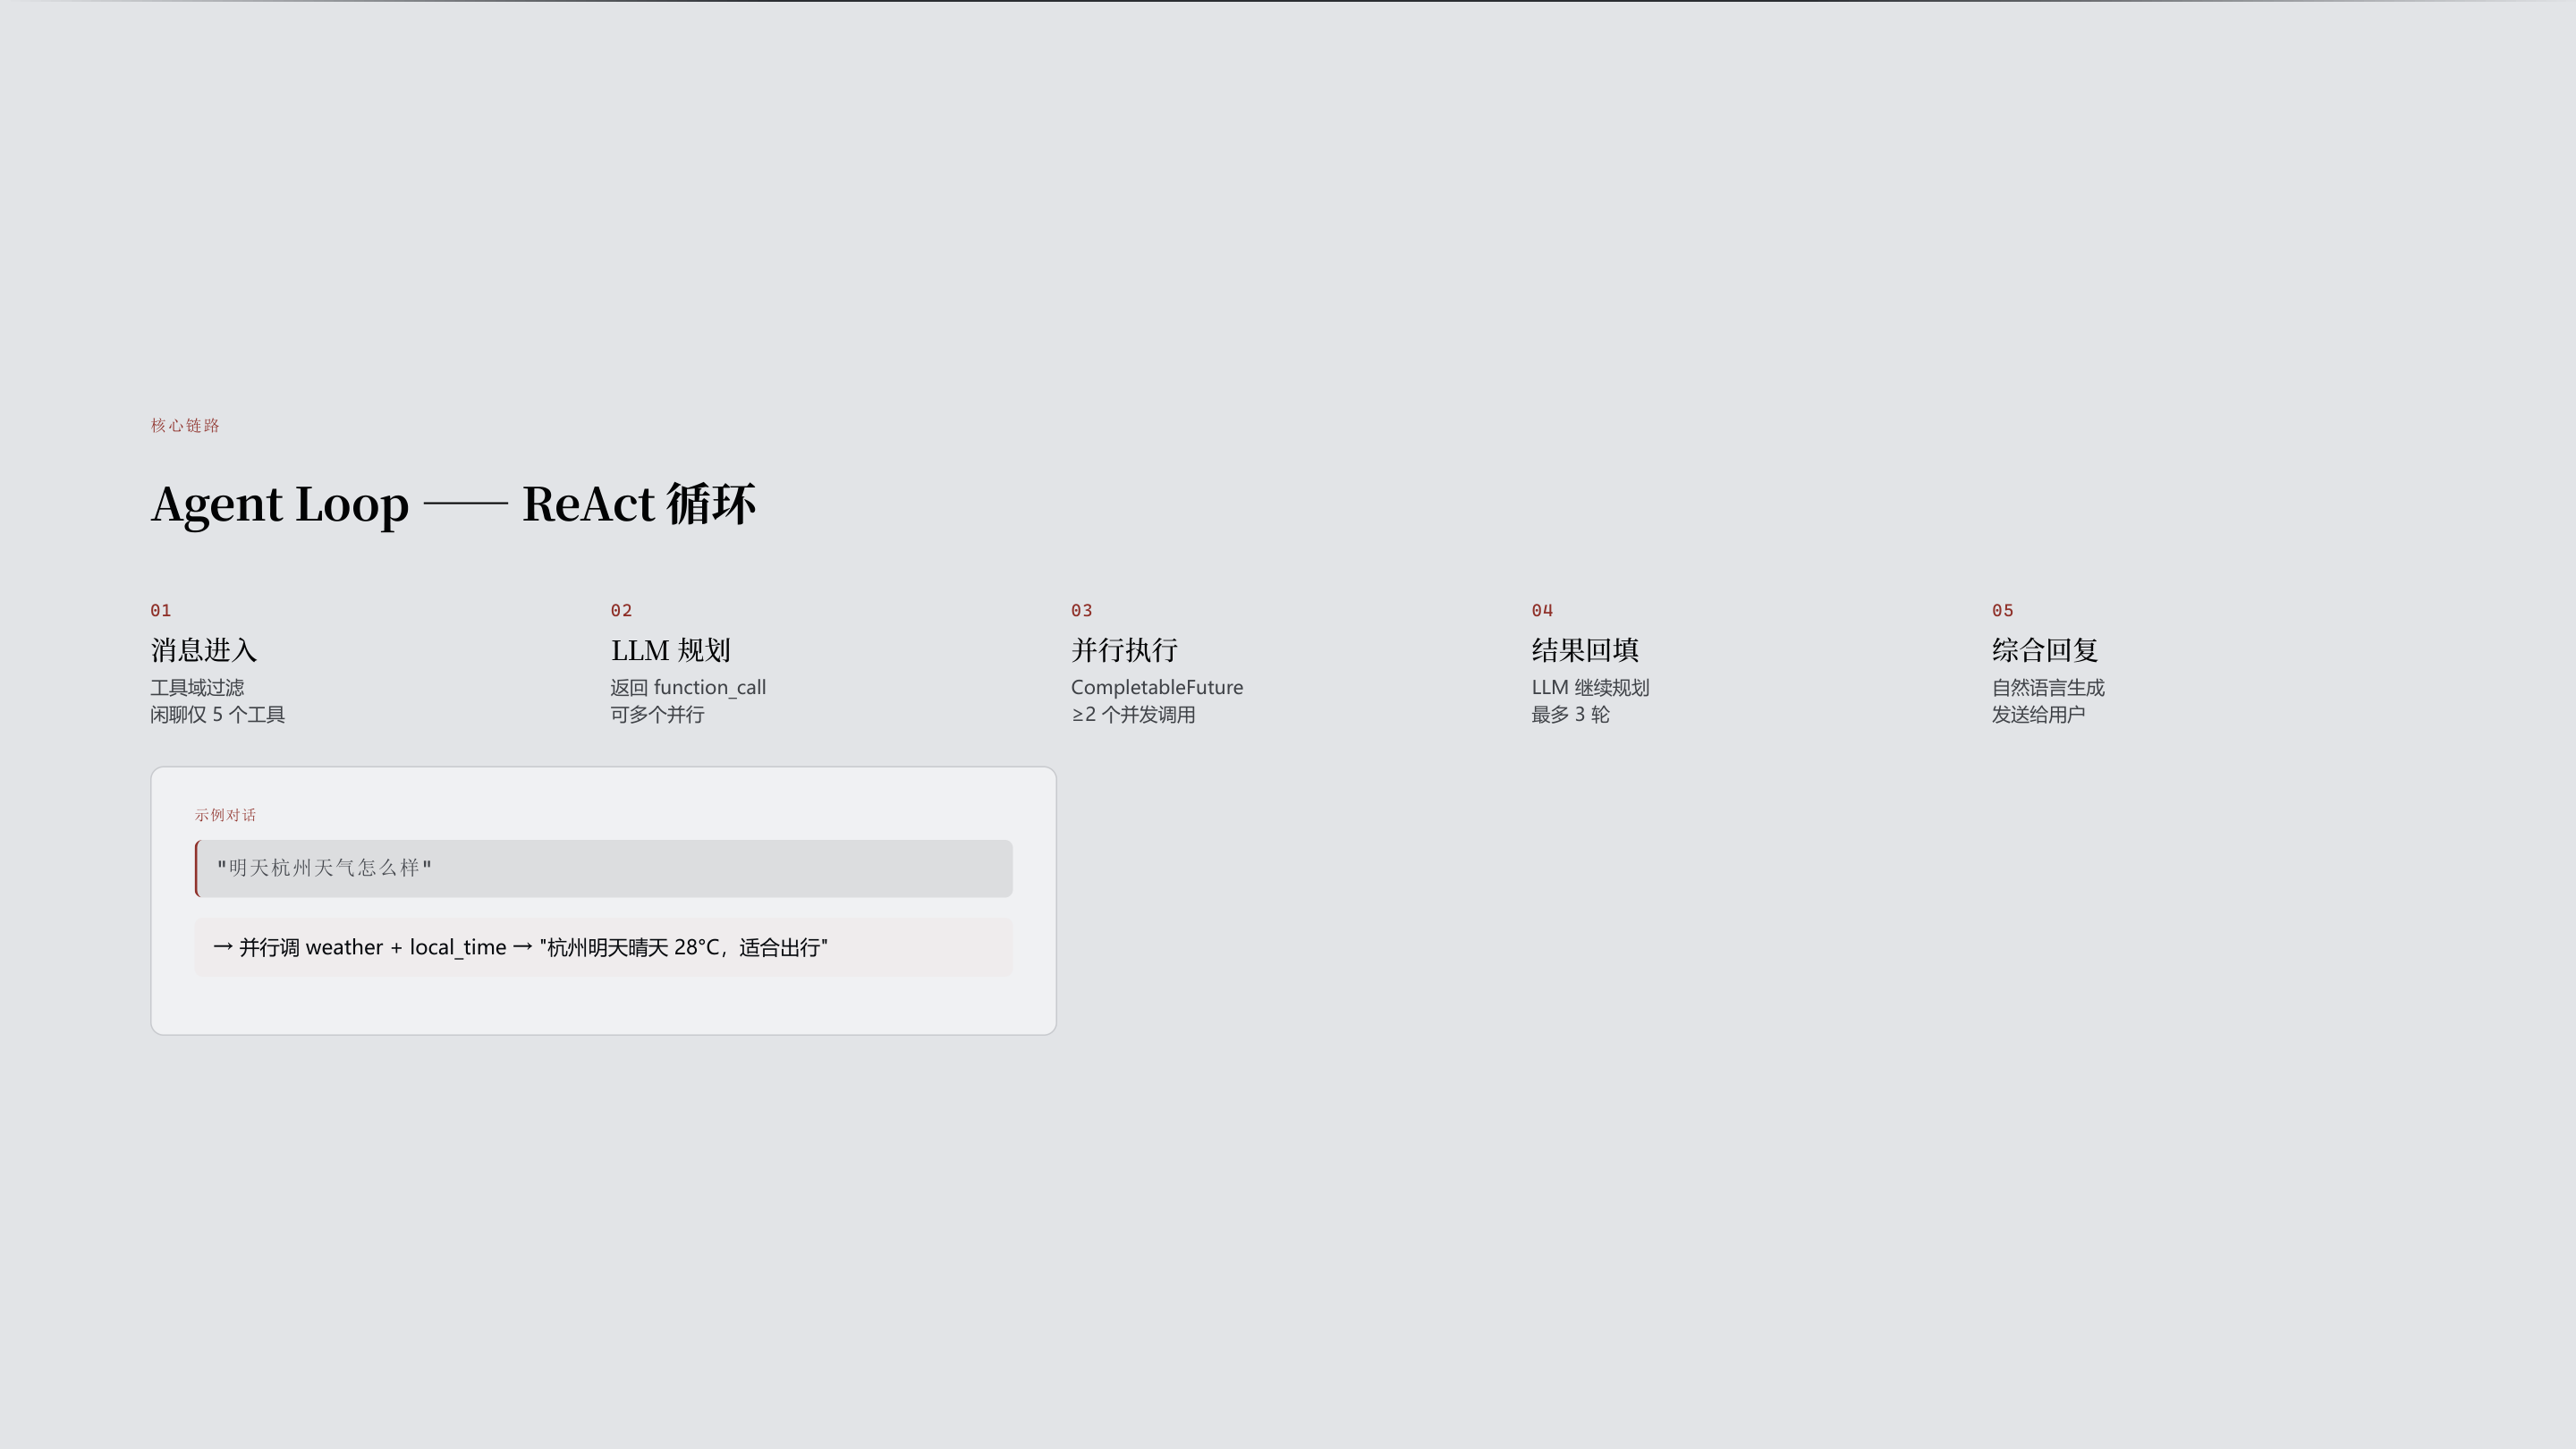 核心链路
Agent Loop —— ReAct 循环
01
消息进入
工具域过滤
闲聊仅 5 个工具
02
LLM 规划
返回 function_call
可多个并行
03
并行执行
CompletableFuture
≥2 个并发调用
04
结果回填
LLM 继续规划
最多 3 轮
05
综合回复
自然语言生成
发送给用户
示例对话
"明天杭州天气怎么样"
→ 并行调 weather + local_time → "杭州明天晴天 28°C，适合出行"